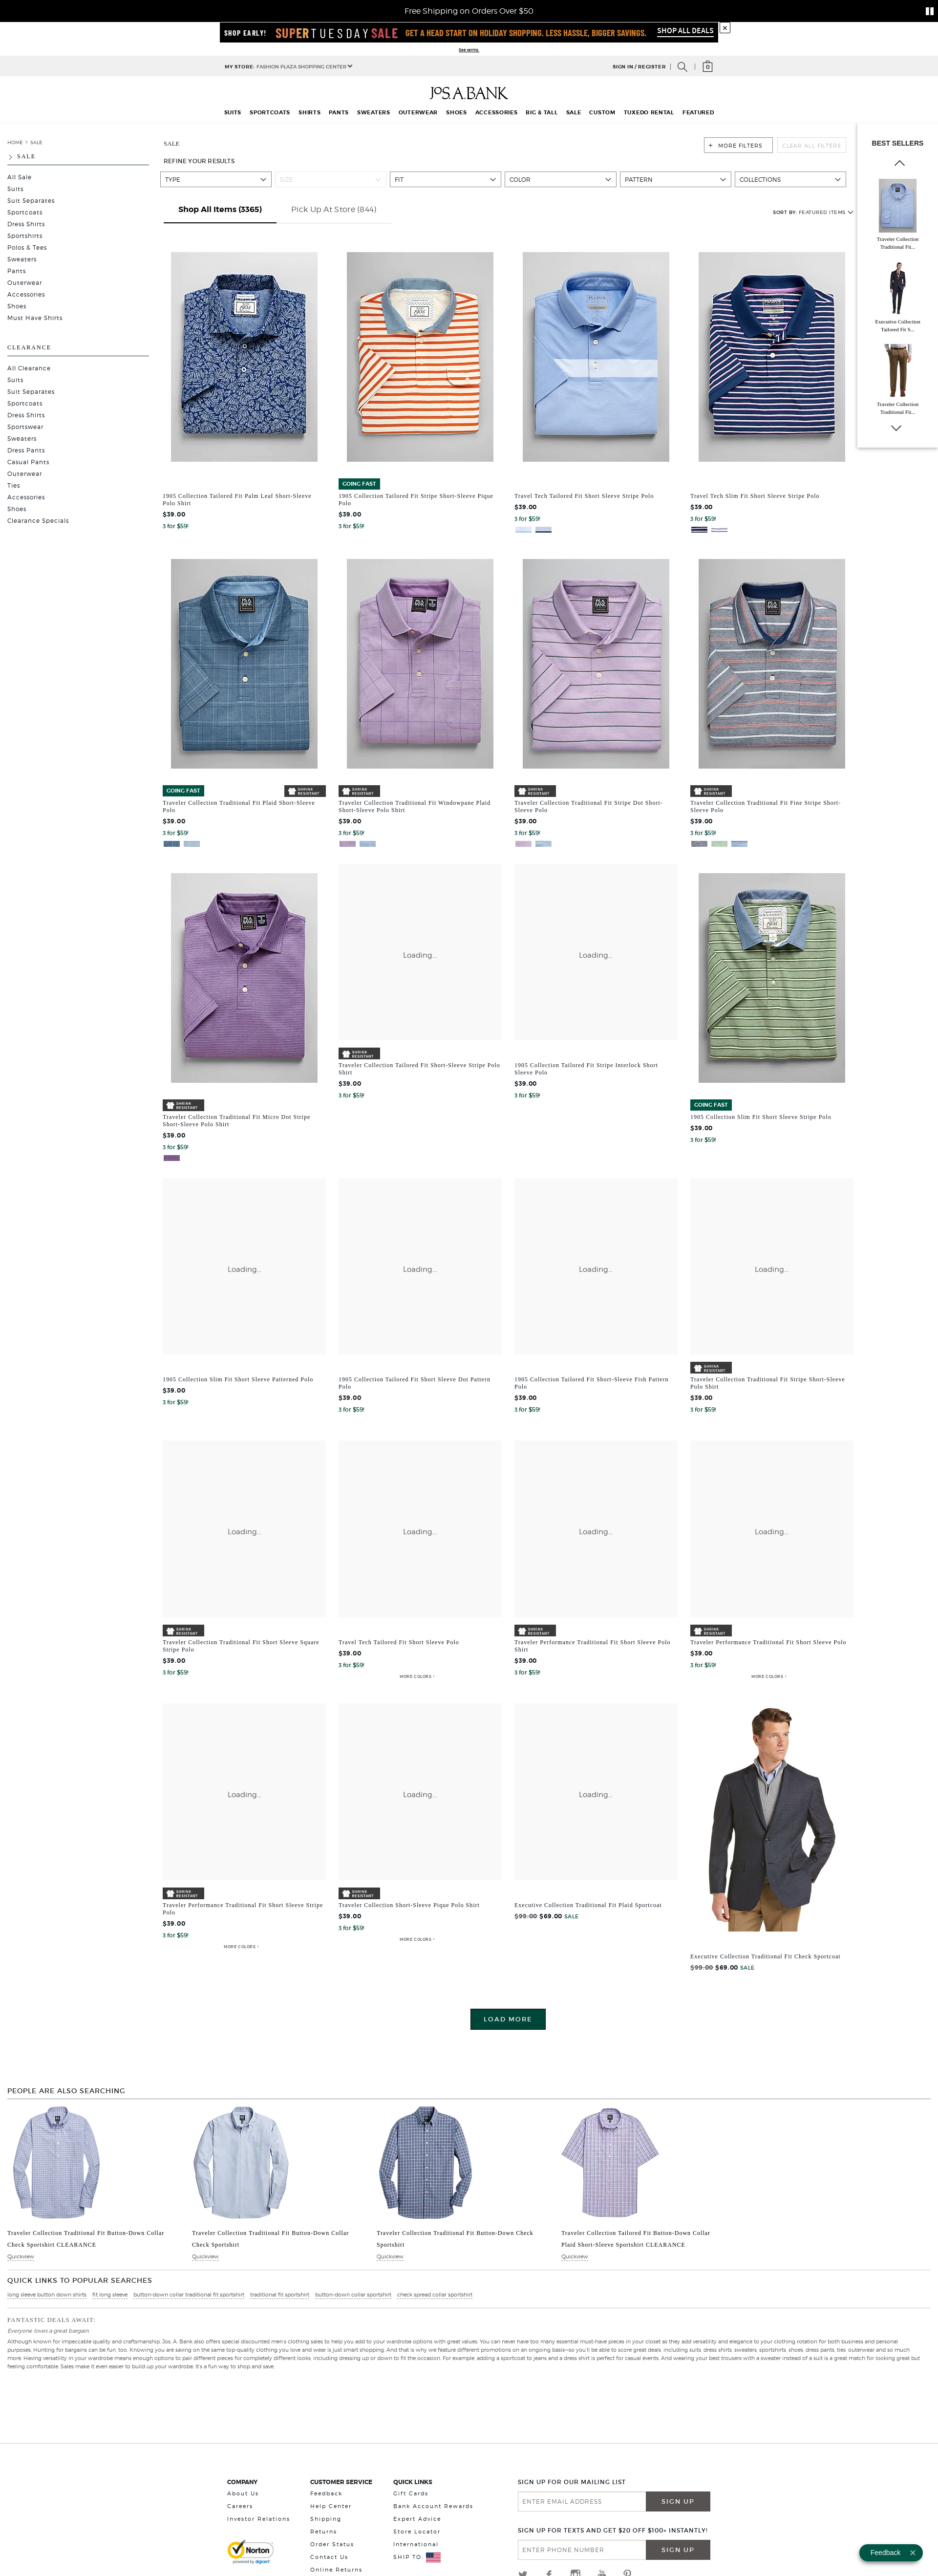 Free Shipping on Orders Over $50
SHOP EARLY! SUPERTUESDAY SALE GET A HEAD START ON HOLIDAY SHOPPING. LESS HASSLE, BIGGER SAVINGS. SHOP ALL DEALS
See terms.
MY STORE: FASHION PLAZA SHOPPING CENTER
SIGN IN / REGISTER
0
JOS. A. BANK
SUITS SPORTCOATS SHIRTS PANTS SWEATERS OUTERWEAR SHOES ACCESSORIES BIG & TALL SALE CUSTOM TUXEDO RENTAL FEATURED
HOME > SALE
SALE
All Sale
Suits
Suit Separates
Sportcoats
Dress Shirts
Sportshirts
Polos & Tees
Sweaters
Pants
Outerwear
Accessories
Shoes
Must Have Shirts
CLEARANCE
All Clearance
Suits
Suit Separates
Sportcoats
Dress Shirts
Sportswear
Sweaters
Dress Pants
Casual Pants
Outerwear
Ties
Accessories
Shoes
Clearance Specials
SALE
+ MORE FILTERS
CLEAR ALL FILTERS
REFINE YOUR RESULTS
TYPE SIZE FIT COLOR PATTERN COLLECTIONS
Shop All Items (3365) Pick Up At Store (844)
SORT BY: FEATURED ITEMS
BEST SELLERS
Traveler Collection
Traditional Fit...
Executive Collection
Tailored Fit S...
Traveler Collection
Traditional Fit...
1905 Collection Tailored Fit Palm Leaf Short-Sleeve
Polo Shirt
$39.00
3 for $59!
GOING FAST
1905 Collection Tailored Fit Stripe Short-Sleeve Pique
Polo
$39.00
3 for $59!
Travel Tech Tailored Fit Short Sleeve Stripe Polo
$39.00
3 for $59!
Travel Tech Slim Fit Short Sleeve Stripe Polo
$39.00
3 for $59!
GOING FAST
SHRINK
RESISTANT
Traveler Collection Traditional Fit Plaid Short-Sleeve
Polo
$39.00
3 for $59!
SHRINK
RESISTANT
Traveler Collection Traditional Fit Windowpane Plaid
Short-Sleeve Polo Shirt
$39.00
3 for $59!
SHRINK
RESISTANT
Traveler Collection Traditional Fit Stripe Dot Short-
Sleeve Polo
$39.00
3 for $59!
SHRINK
RESISTANT
Traveler Collection Traditional Fit Fine Stripe Short-
Sleeve Polo
$39.00
3 for $59!
SHRINK
RESISTANT
Traveler Collection Traditional Fit Micro Dot Stripe
Short-Sleeve Polo Shirt
$39.00
3 for $59!
Loading...
SHRINK
RESISTANT
Traveler Collection Tailored Fit Short-Sleeve Stripe Polo
Shirt
$39.00
3 for $59!
Loading...
1905 Collection Tailored Fit Stripe Interlock Short
Sleeve Polo
$39.00
3 for $59!
GOING FAST
1905 Collection Slim Fit Short Sleeve Stripe Polo
$39.00
3 for $59!
Loading...
1905 Collection Slim Fit Short Sleeve Patterned Polo
$39.00
3 for $59!
Loading...
1905 Collection Tailored Fit Short Sleeve Dot Pattern
Polo
$39.00
3 for $59!
Loading...
1905 Collection Tailored Fit Short-Sleeve Fish Pattern
Polo
$39.00
3 for $59!
Loading...
SHRINK
RESISTANT
Traveler Collection Traditional Fit Stripe Short-Sleeve
Polo Shirt
$39.00
3 for $59!
Loading...
SHRINK
RESISTANT
Traveler Collection Traditional Fit Short Sleeve Square
Stripe Polo
$39.00
3 for $59!
Loading...
Travel Tech Tailored Fit Short Sleeve Polo
$39.00
3 for $59!
MORE COLORS
Loading...
SHRINK
RESISTANT
Traveler Performance Traditional Fit Short Sleeve Polo
Shirt
$39.00
3 for $59!
Loading...
SHRINK
RESISTANT
Traveler Performance Traditional Fit Short Sleeve Polo
$39.00
3 for $59!
MORE COLORS
Loading...
SHRINK
RESISTANT
Traveler Performance Traditional Fit Short Sleeve Stripe
Polo
$39.00
3 for $59!
MORE COLORS
Loading...
SHRINK
RESISTANT
Traveler Collection Short-Sleeve Pique Polo Shirt
$39.00
3 for $59!
MORE COLORS
Loading...
Executive Collection Traditional Fit Plaid Sportcoat
$99.00 $69.00 SALE
Executive Collection Traditional Fit Check Sportcoat
$99.00 $69.00 SALE
LOAD MORE
PEOPLE ARE ALSO SEARCHING
Traveler Collection Traditional Fit Button-Down Collar
Check Sportshirt CLEARANCE
Quickview
Traveler Collection Traditional Fit Button-Down Collar
Check Sportshirt
Quickview
Traveler Collection Traditional Fit Button-Down Check
Sportshirt
Quickview
Traveler Collection Tailored Fit Button-Down Collar
Plaid Short-Sleeve Sportshirt CLEARANCE
Quickview
QUICK LINKS TO POPULAR SEARCHES
long sleeve button down shirts fit long sleeve button-down collar traditional fit sportshirt traditional fit sportshirt button-down collar sportshirt check spread collar sportshirt
FANTASTIC DEALS AWAIT:
Everyone loves a great bargain.
Although known for impeccable quality and craftsmanship, Jos. A. Bank also offers special discounted men's clothing sales to help you add to your wardrobe options with great values. You can never have too many essential must-have pieces in your closet as they add versatility and elegance to your clothing rotation for both business and personal
purposes. Hunting for bargains can be fun, too. Knowing you are saving on the same top-quality clothing you love and wear is just smart shopping. And that is why we feature different promotions on an ongoing basis—so you'll be able to score great deals, including suits, dress shirts, sweaters, sportshirts, shoes, dress pants, ties, outerwear and so much
more. Having versatility in your wardrobe means enough options to pair different pieces for completely different looks, including dressing up or down to fit the occasion. For example, adding a sportcoat to jeans and a dress shirt is perfect for casual events. And wearing your best trousers with a sweater instead of a suit is a great match for looking great but
feeling comfortable. Sales make it even easier to build up your wardrobe. It's a fun way to shop and save.
COMPANY
About Us
Careers
Investor Relations
Norton
powered by digicert
CUSTOMER SERVICE
Feedback
Help Center
Shipping
Returns
Order Status
Contact Us
Online Returns
QUICK LINKS
Gift Cards
Bank Account Rewards
Expert Advice
Store Locator
International
SHIP TO:
SIGN UP FOR OUR MAILING LIST
ENTER EMAIL ADDRESS SIGN UP
SIGN UP FOR TEXTS AND GET $20 OFF $100+ INSTANTLY!
ENTER PHONE NUMBER SIGN UP
Feedback